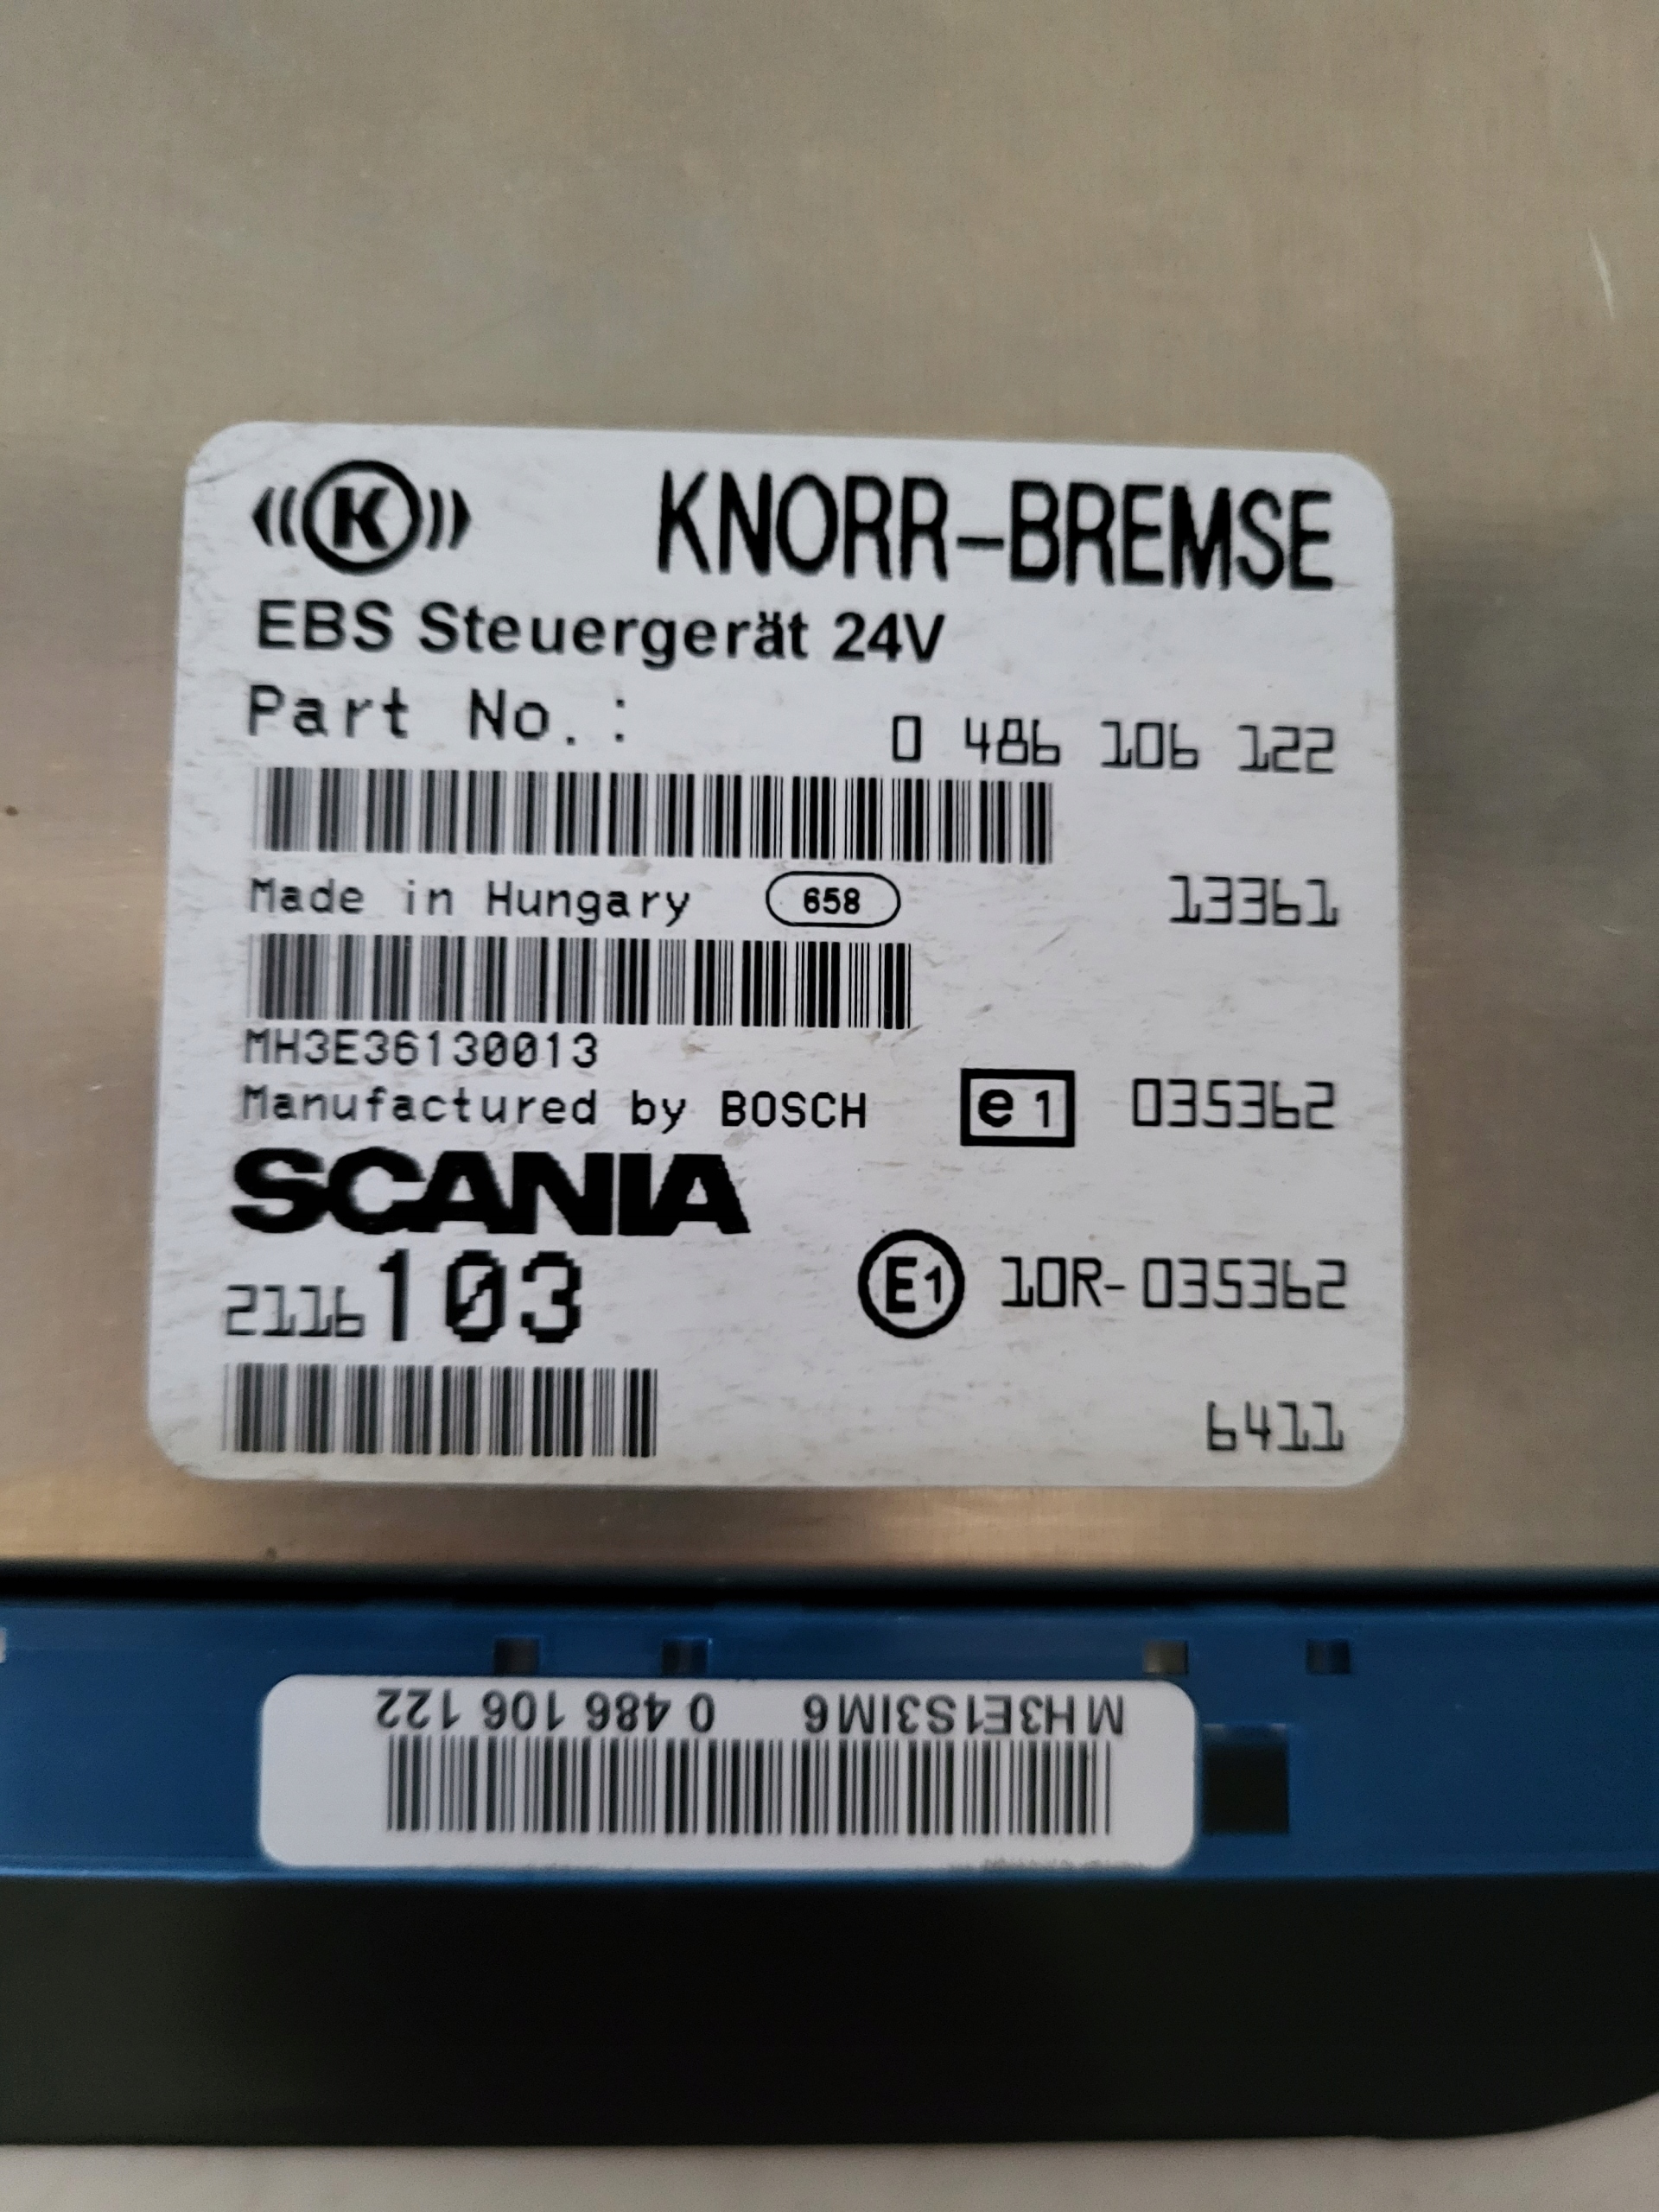 K KNORR-BREMSE
EBS Steuergerät 24V
Part No.: 0 486 106 122
Made in Hungary 658 13361
MH3E36130013
Manufactured by BOSCH e1 035362
SCANIA
2116103 E1 10R-035362
6411
MH3E1S3IM6 0 486 106 122